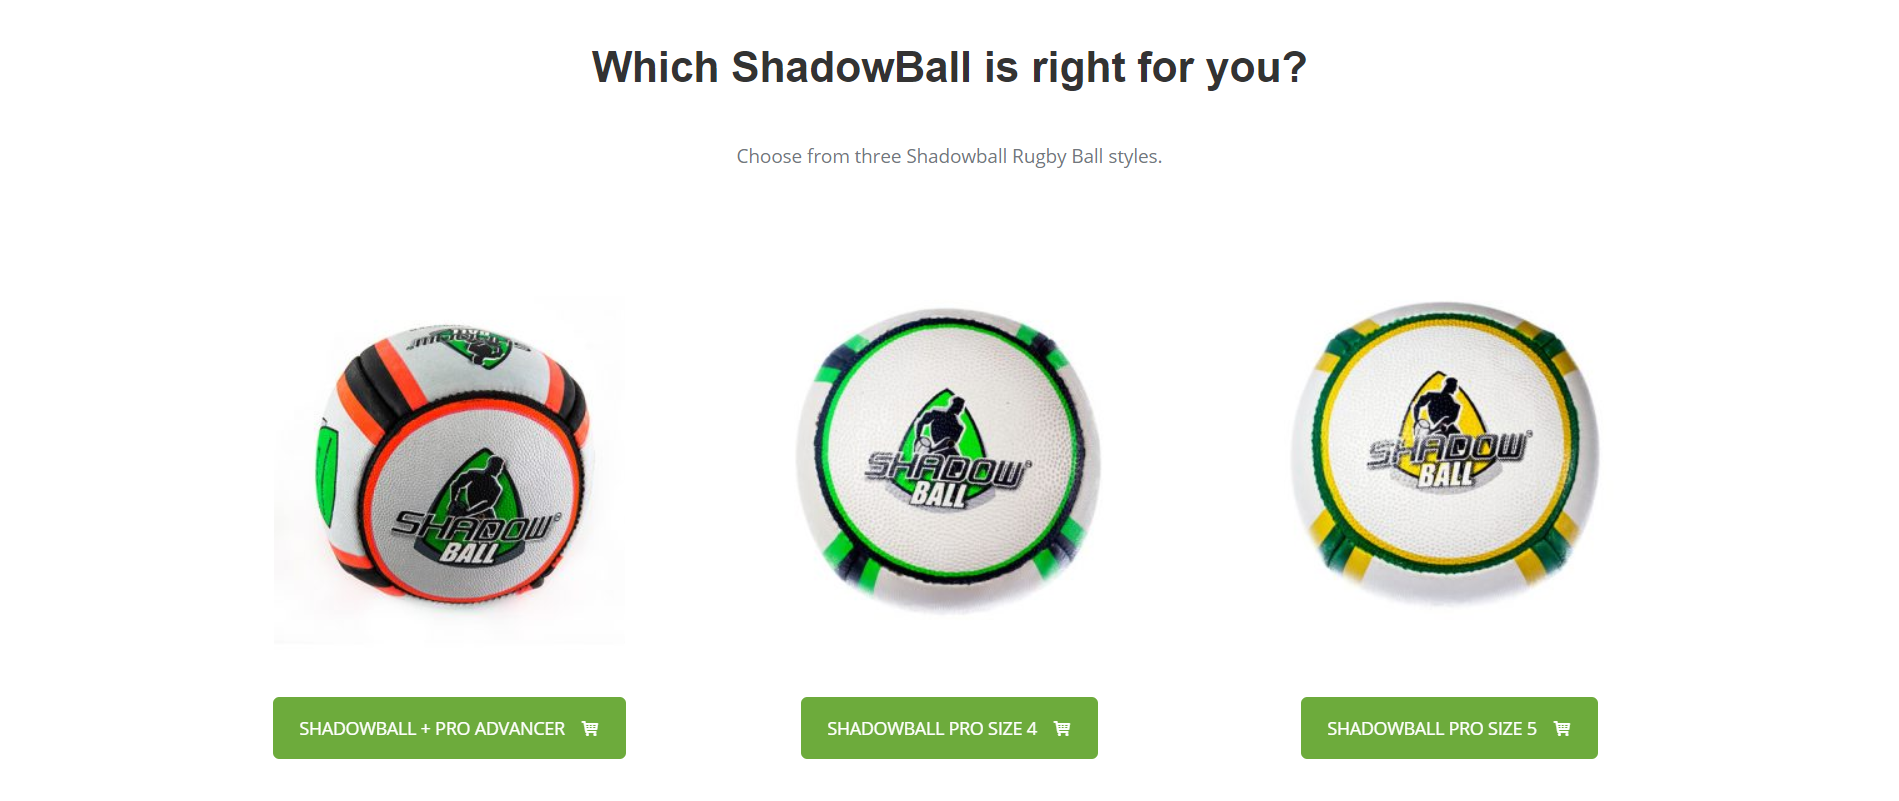 Which ShadowBall is right for you?
Choose from three Shadowball Rugby Ball styles.
SHADOW
BALL
SHADOW
BALL
SHADOW
BALL
SHADOWBALL + PRO ADVANCER
SHADOWBALL PRO SIZE 4
SHADOWBALL PRO SIZE 5